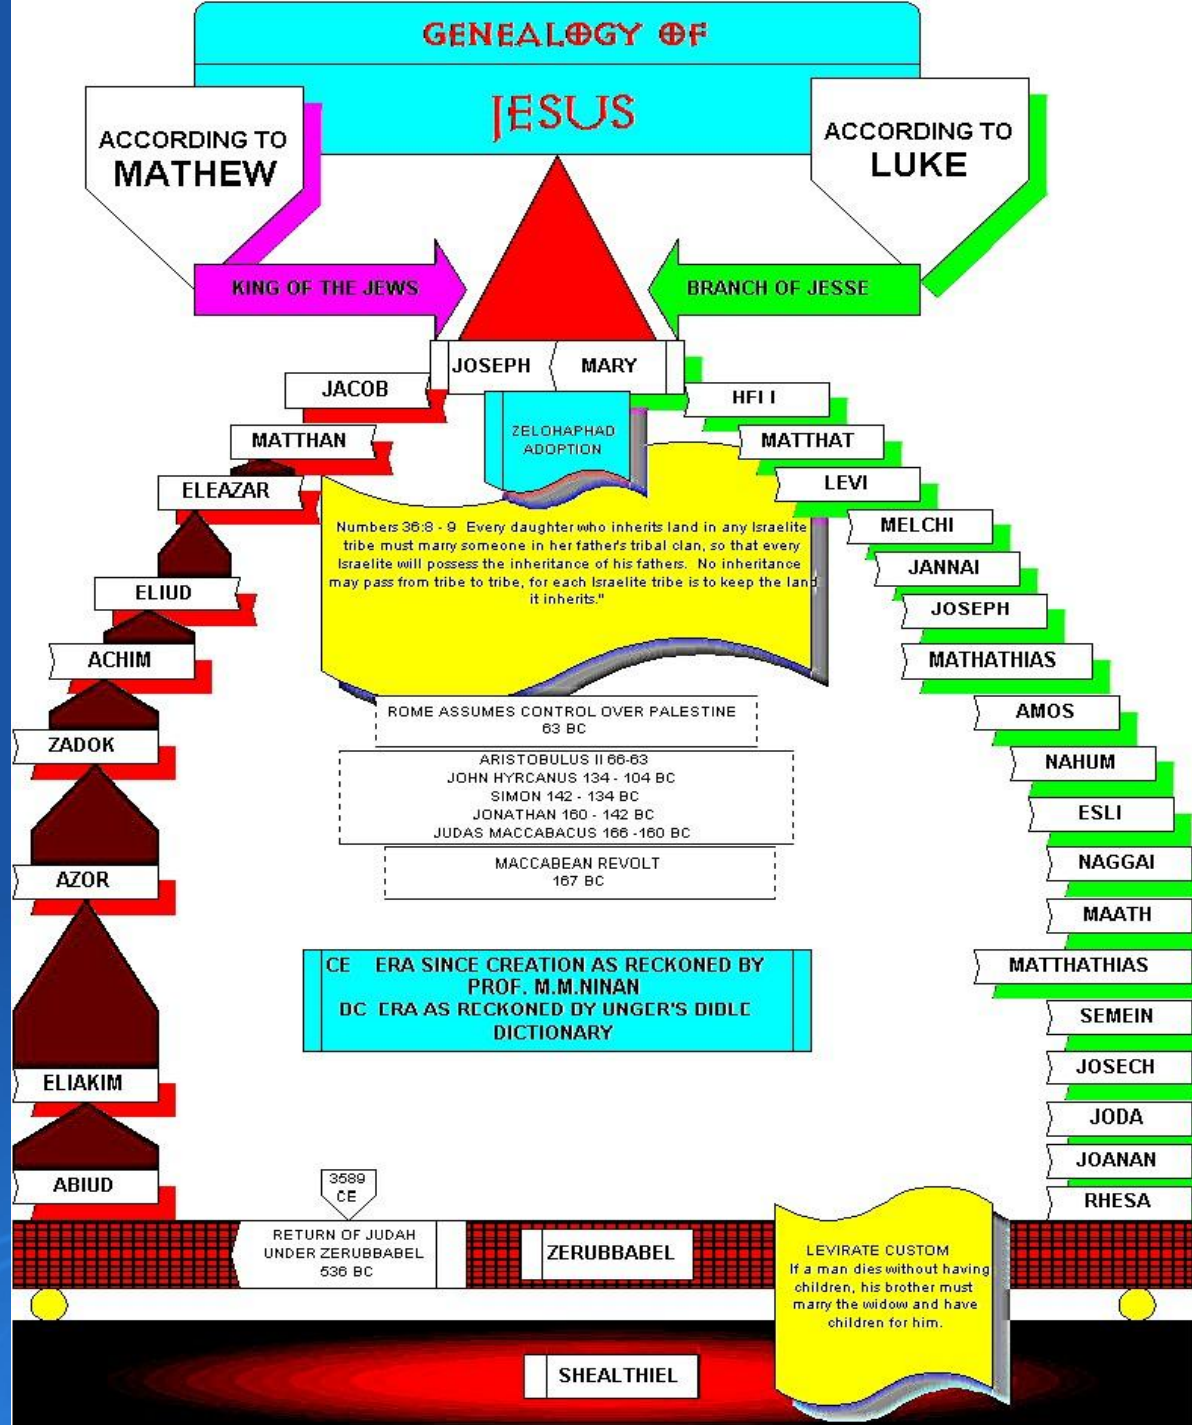 GENEALOGY OF
JESUS
ACCORDING TO
MATHEW
ACCORDING TO
LUKE
KING OF THE JEWS
BRANCH OF JESSE
JOSEPH
MARY
JACOB
MATTHAN
ELEAZAR
ELIUD
ACHIM
ZADOK
AZOR
ELIAKIM
ABIUD
ZELOHAPHAD
ADOPTION
Numbers 36:8 - 9 Every daughter who inherits land in any Israelite
tribe must marry someone in her father's tribal clan, so that every
Israelite will possess the inheritance of his fathers. No inheritance
may pass from tribe to tribe, for each Israelite tribe is to keep the land
it inherits."
ROME ASSUMES CONTROL OVER PALESTINE
63 BC
ARISTOBULUS II 66-63
JOHN HYRCANUS 134 - 104 BC
SIMON 142 - 134 BC
JONATHAN 160 - 142 BC
JUDAS MACCABACUS 166 -160 BC
MACCABEAN REVOLT
167 BC
CE ERA SINCE CREATION AS RECKONED BY
PROF. M.M.NINAN
BC ERA AS RECKONED BY UNGER'S BIBLE
DICTIONARY
HELI
MATTHAT
LEVI
MELCHI
JANNAI
JOSEPH
MATHATHIAS
AMOS
NAHUM
ESLI
NAGGAI
MAATH
MATTHATHIAS
SEMEIN
JOSECH
JODA
JOANAN
RHESA
3589
CE
RETURN OF JUDAH
UNDER ZERUBBABEL
536 BC
ZERUBBABEL
LEVIRATE CUSTOM
If a man dies without having
children, his brother must
marry the widow and have
children for him.
SHEALTHIEL